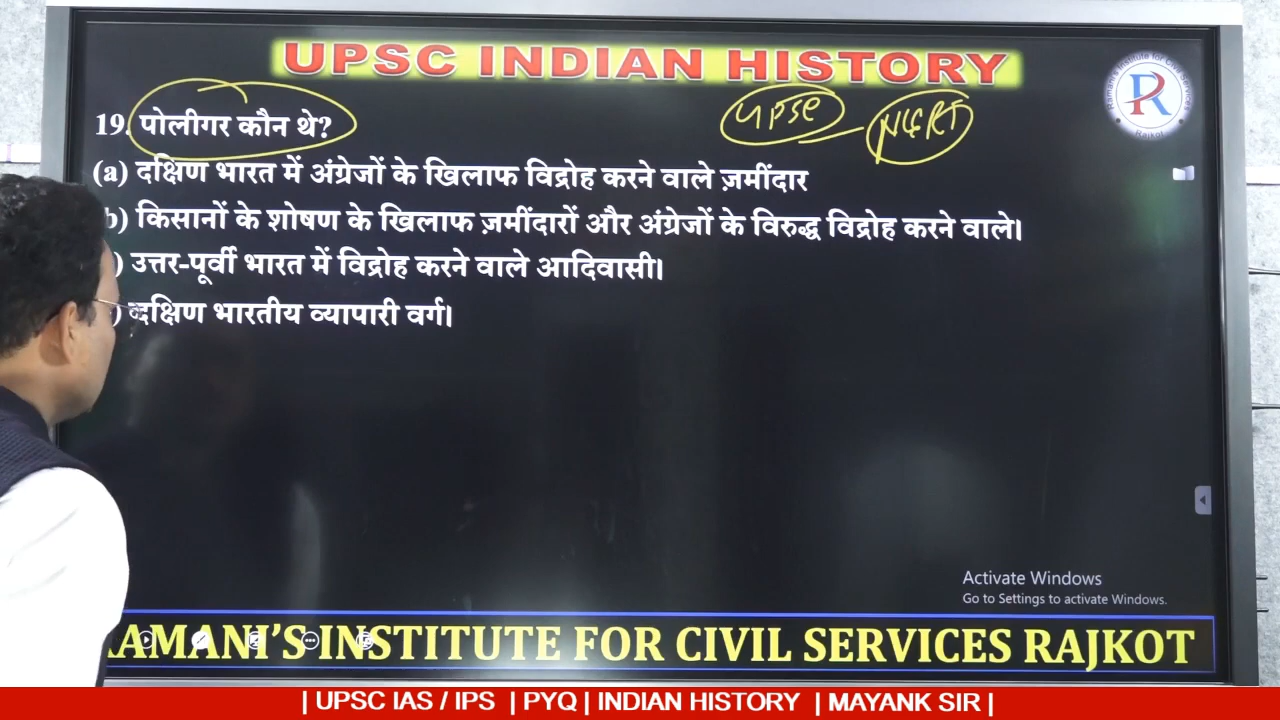 UPSC INDIAN HISTORY
UPSC NCERT
19. पोलीगर कौन थे?
(a) दक्षिण भारत में अंग्रेजों के खिलाफ विद्रोह करने वाले ज़मींदार
b) किसानों के शोषण के खिलाफ ज़मींदारों और अंग्रेजों के विरुद्ध विद्रोह करने वाले।
) उत्तर-पूर्वी भारत में विद्रोह करने वाले आदिवासी।
) दक्षिण भारतीय व्यापारी वर्ग।
Activate Windows
Go to Settings to activate Windows.
AMANI'S INSTITUTE FOR CIVIL SERVICES RAJKOT
| UPSC IAS / IPS | PYQ | INDIAN HISTORY | MAYANK SIR |